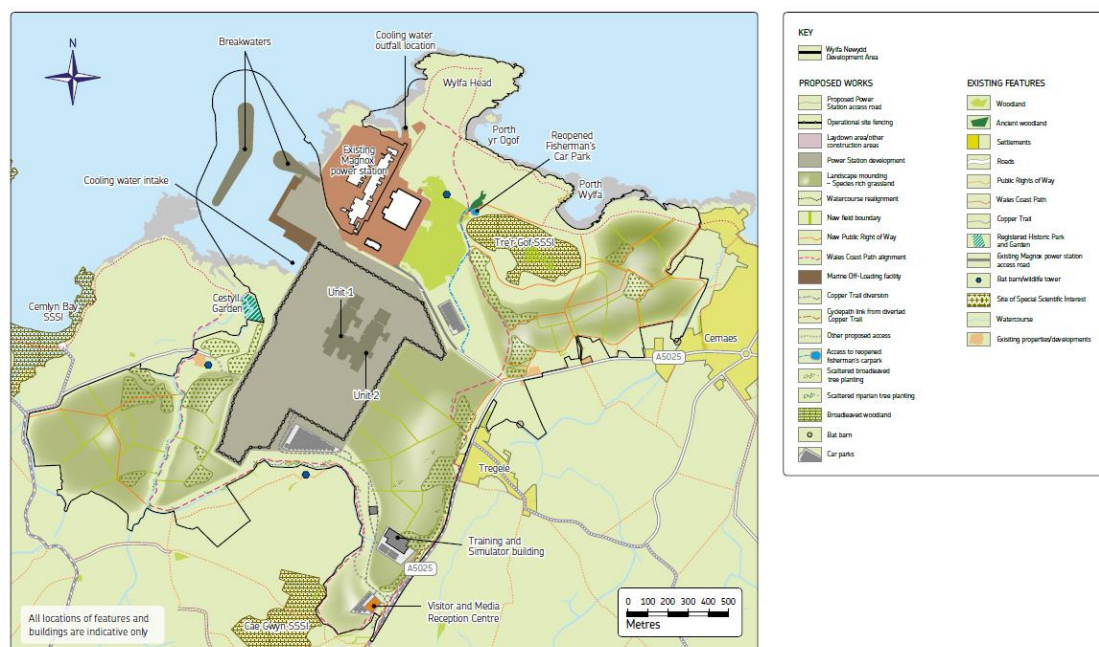 N
Breakwaters
Cooling water
outfall location
Wylfa Head
Porth
yr Ogof
Reopened
Fisherman's
Car Park
Existing
Magnox
power station
Cooling water intake
Porth
Wylfa
Tre'r Gof SSSI
Cestyll
Garden
Unit 1
Cemlyn Bay
SSSI
Cemaes
A5025
Unit 2
Tregele
Training and
Simulator building
A5025
Visitor and Media
Reception Centre
Cae Gwyn SSSI
All locations of features and
buildings are indicative only
0 100 200 300 400 500
Metres
KEY
Wylfa Newydd
Development Area
PROPOSED WORKS
Proposed Power
Station access road
Operational site fencing
Laydown area/other
construction areas
Power Station development
Landscape mounding
– Species rich grassland
Watercourse realignment
New field boundary
New Public Right of Way
Wales Coast Path alignment
Marine Off-Loading facility
Copper Trail diversion
Cyclepath link from diverted
Copper Trail
Other proposed access
Access to reopened
fisherman's carpark
Scattered broadleaved
tree planting
Scattered riparian tree planting
Broadleaved woodland
Bat barn
Car parks
EXISTING FEATURES
Woodland
Ancient woodland
Settlements
Roads
Public Rights of Way
Wales Coast Path
Copper Trail
Registered Historic Park
and Garden
Existing Magnox power station
access road
Bat barn/wildlife tower
Site of Special Scientific Interest
Watercourse
Existing properties/developments